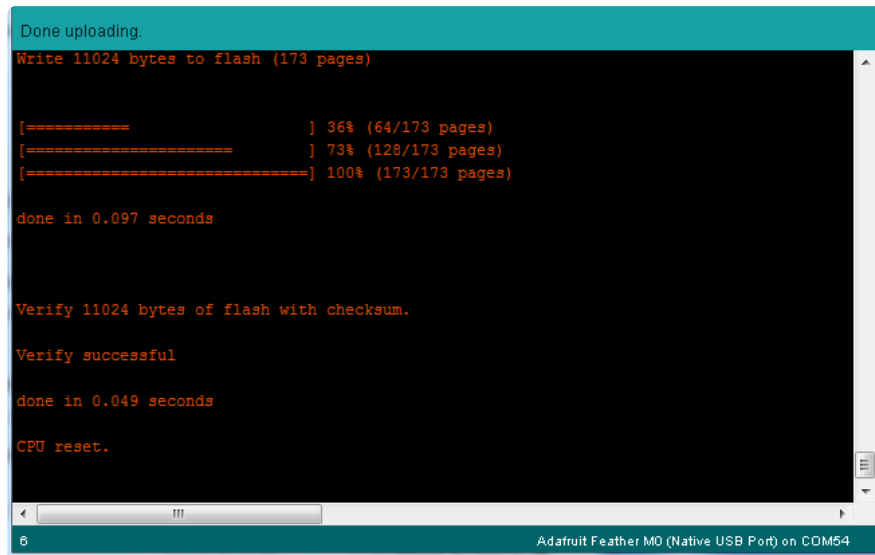 Done uploading.
Write 11024 bytes to flash (173 pages)
[===========                   ] 36% (64/173 pages)
[======================        ] 73% (128/173 pages)
[==============================] 100% (173/173 pages)
done in 0.097 seconds
Verify 11024 bytes of flash with checksum.
Verify successful
done in 0.049 seconds
CPU reset.
6 Adafruit Feather M0 (Native USB Port) on COM54